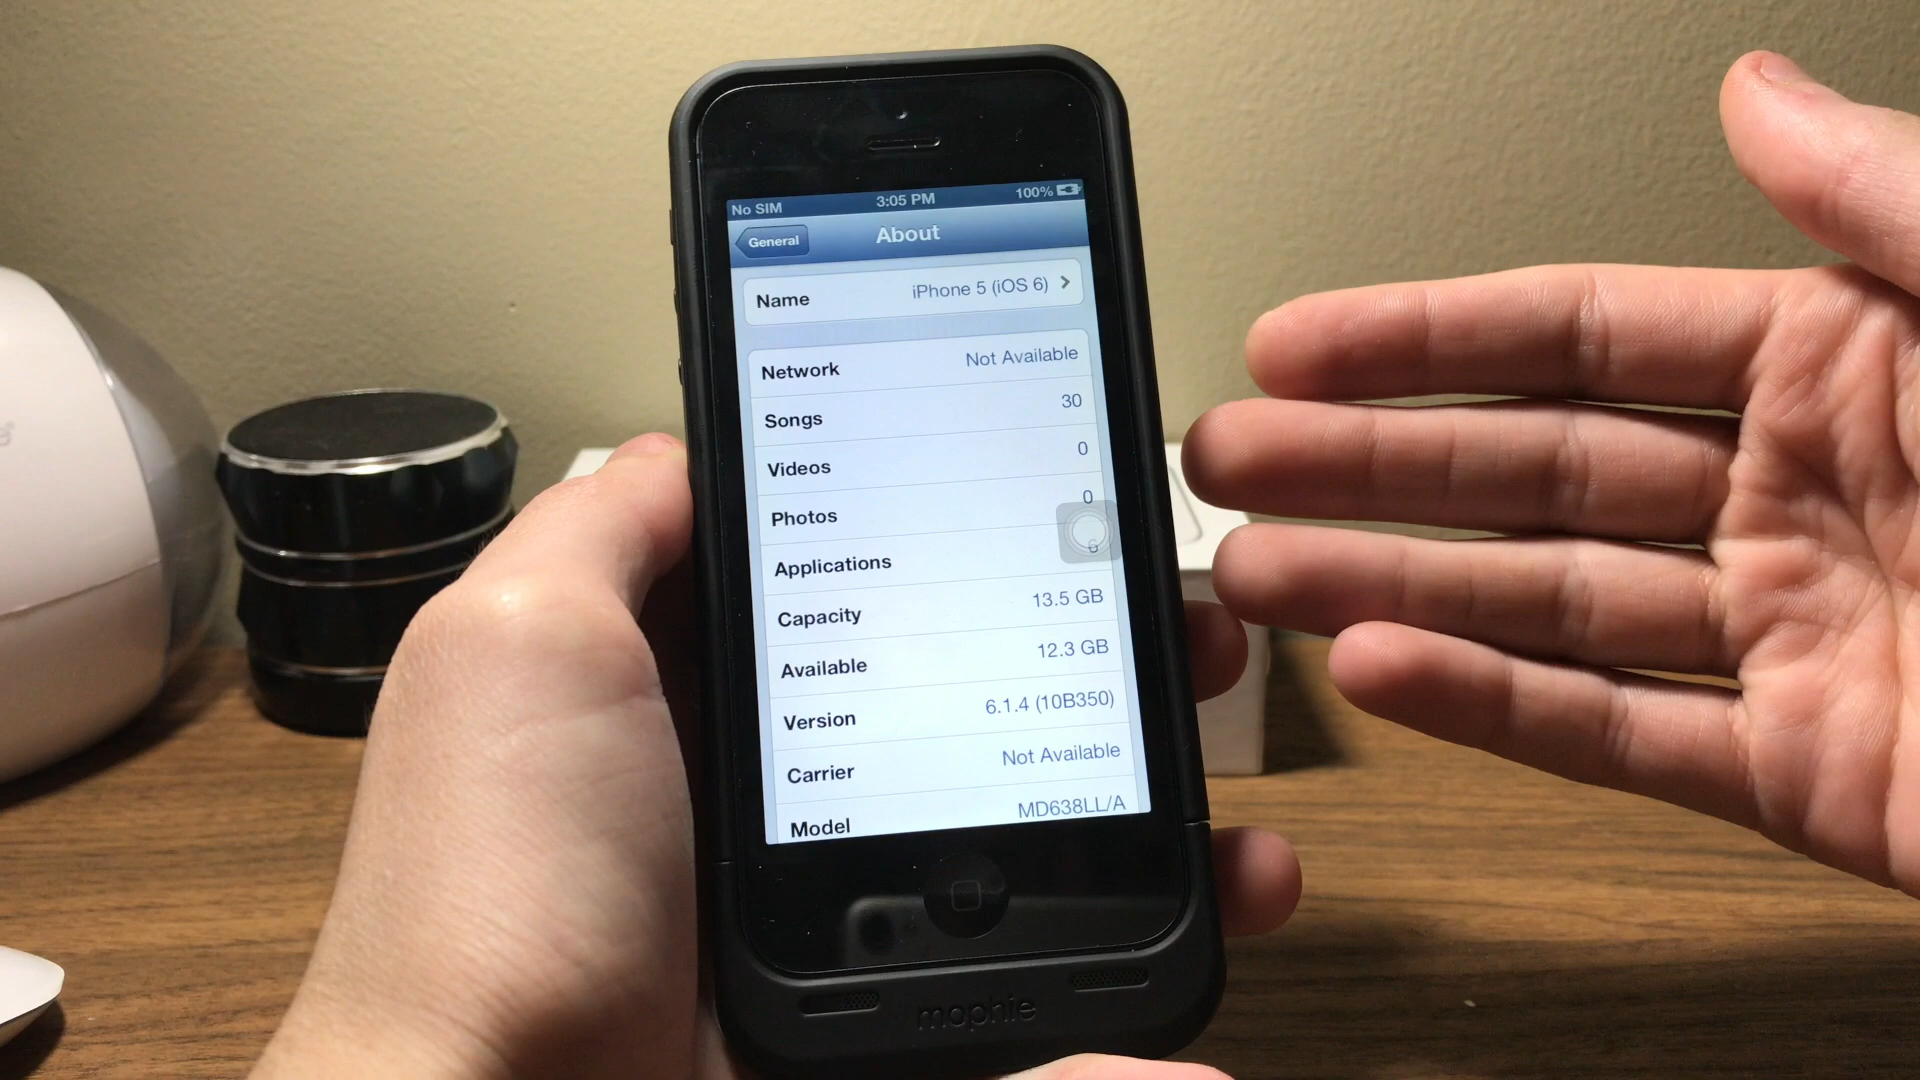 No SIM 3:05 PM 100%
General About
Name iPhone 5 (iOS 6)
Network Not Available
Songs 30
Videos 0
Photos 0
Applications 6
Capacity 13.5 GB
Available 12.3 GB
Version 6.1.4 (10B350)
Carrier Not Available
Model MD638LL/A
mophie